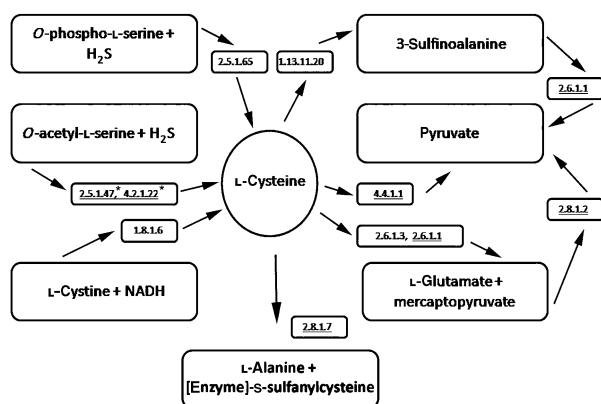 O-phospho-L-serine +
H2S
2.5.1.65
1.13.11.20
3-Sulfinoalanine
2.6.1.1
O-acetyl-L-serine + H2S
Pyruvate
L-Cysteine
2.5.1.47,* 4.2.1.22*
4.4.1.1
2.8.1.2
1.8.1.6
2.6.1.3, 2.6.1.1
L-Cystine + NADH
L-Glutamate +
mercaptopyruvate
2.8.1.7
L-Alanine +
[Enzyme]-S-sulfanylcysteine